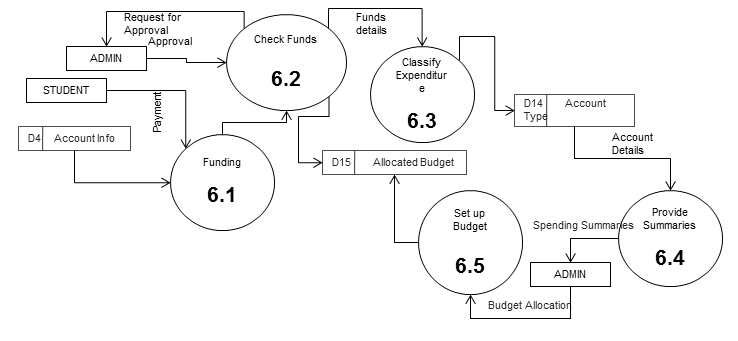 Request for
Approval
Approval
ADMIN
STUDENT
Payment
D4 Account Info
Funding
6.1
Check Funds
6.2
Funds
details
Classify
Expenditur
e
6.3
D14 Account
Type
Account
Details
D15 Allocated Budget
Set up
Budget
6.5
Spending Summaries
Provide
Summaries
6.4
ADMIN
Budget Allocation